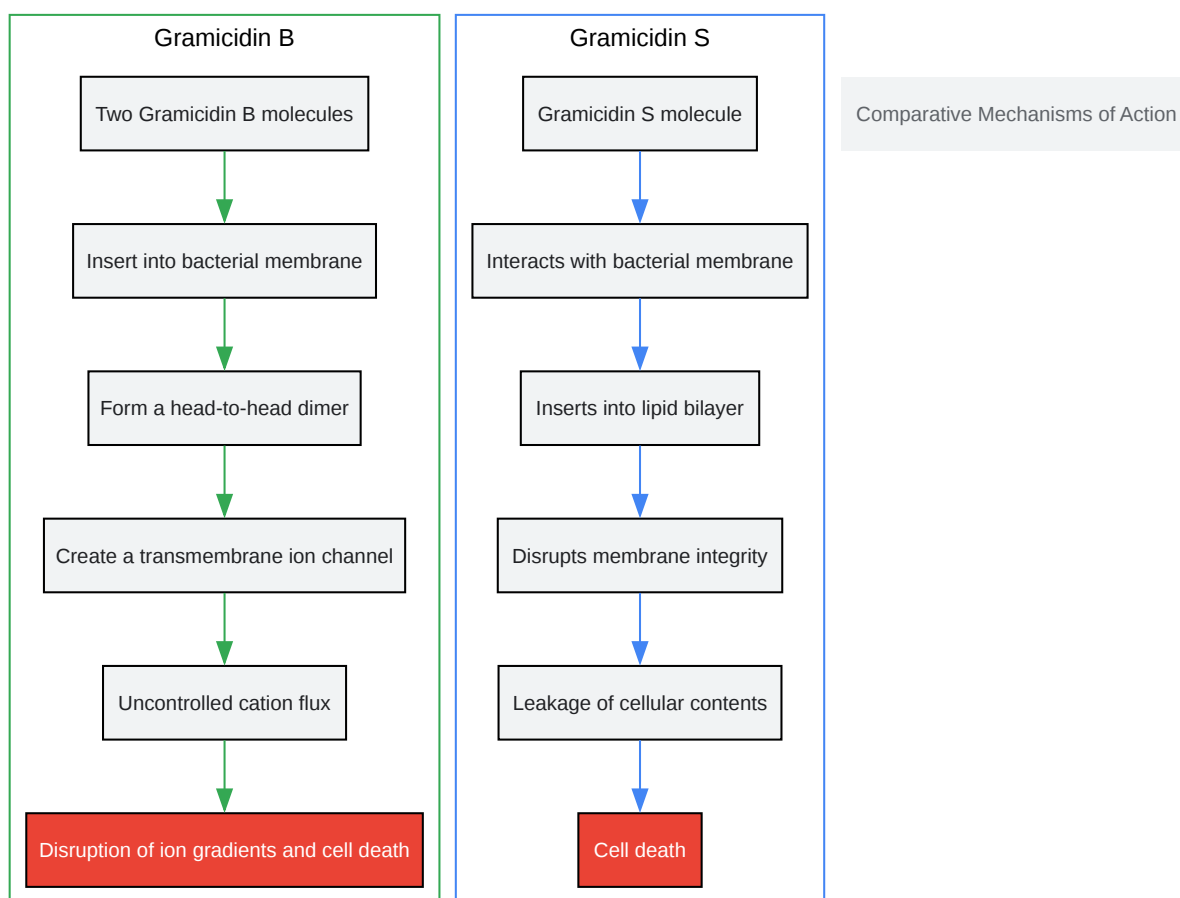 Gramicidin B
Two Gramicidin B molecules
Insert into bacterial membrane
Form a head-to-head dimer
Create a transmembrane ion channel
Uncontrolled cation flux
Disruption of ion gradients and cell death
Gramicidin S
Gramicidin S molecule
Interacts with bacterial membrane
Inserts into lipid bilayer
Disrupts membrane integrity
Leakage of cellular contents
Cell death
Comparative Mechanisms of Action